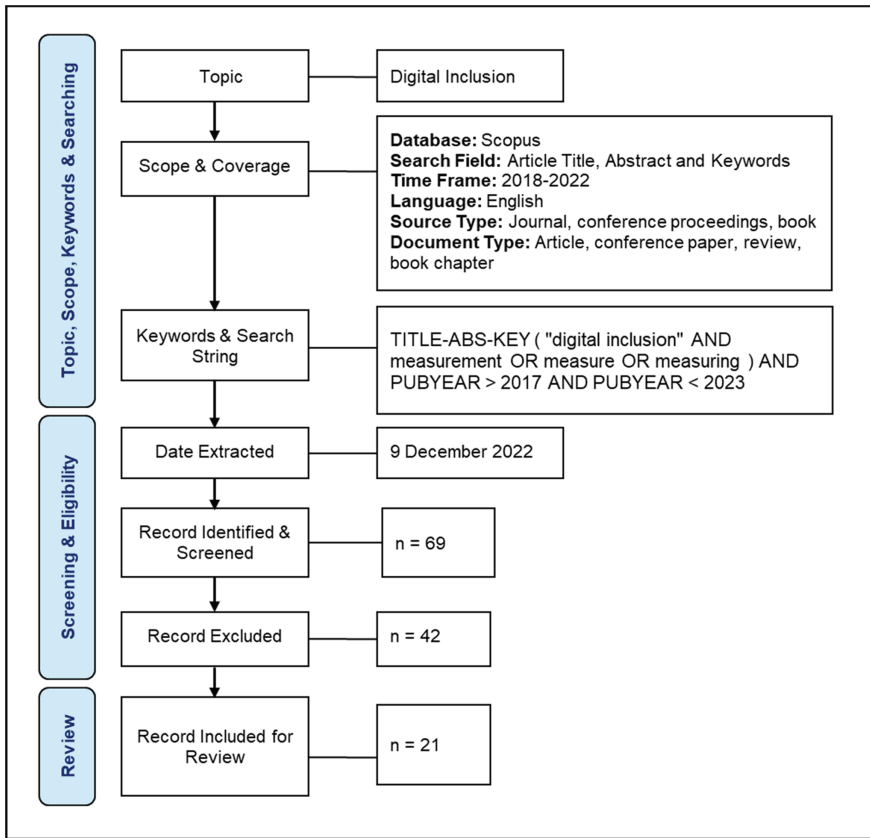 Topic, Scope, Keywords & Searching
Topic
Digital Inclusion
Scope & Coverage
Database: Scopus
Search Field: Article Title, Abstract and Keywords
Time Frame: 2018-2022
Language: English
Source Type: Journal, conference proceedings, book
Document Type: Article, conference paper, review,
book chapter
Keywords & Search
String
TITLE-ABS-KEY ( "digital inclusion" AND
measurement OR measure OR measuring ) AND
PUBYEAR > 2017 AND PUBYEAR < 2023
Screening & Eligibility
Date Extracted
9 December 2022
Record Identified &
Screened
n = 69
Record Excluded
n = 42
Review
Record Included for
Review
n = 21